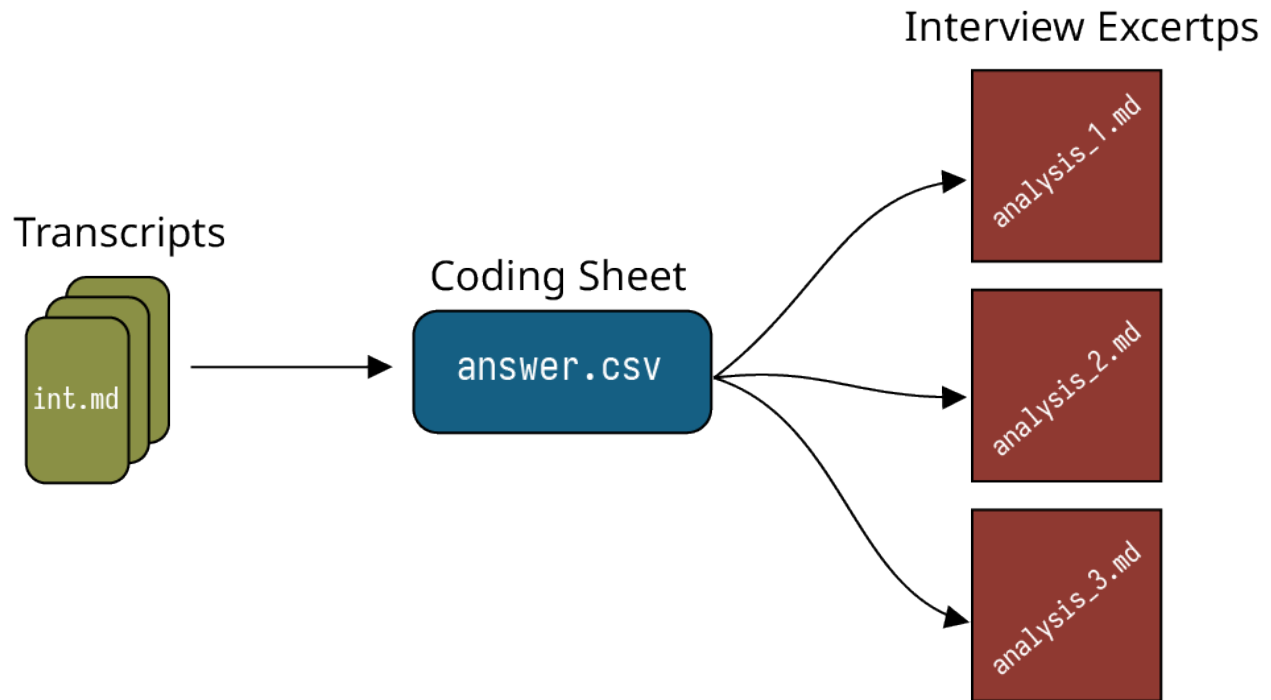 Interview Excertps
analysis_1.md
Transcripts
Coding Sheet
answer.csv
int.md
analysis_2.md
analysis_3.md